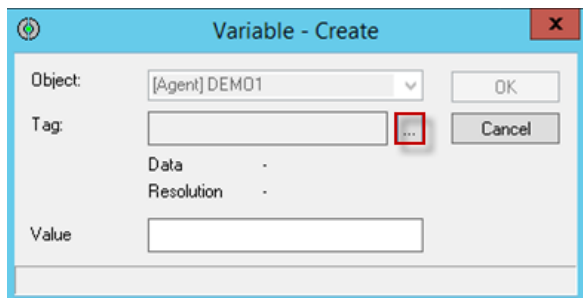 Variable - Create
x
Object:
[Agent] DEMO1
OK
Tag:
...
Cancel
Data -
Resolution -
Value